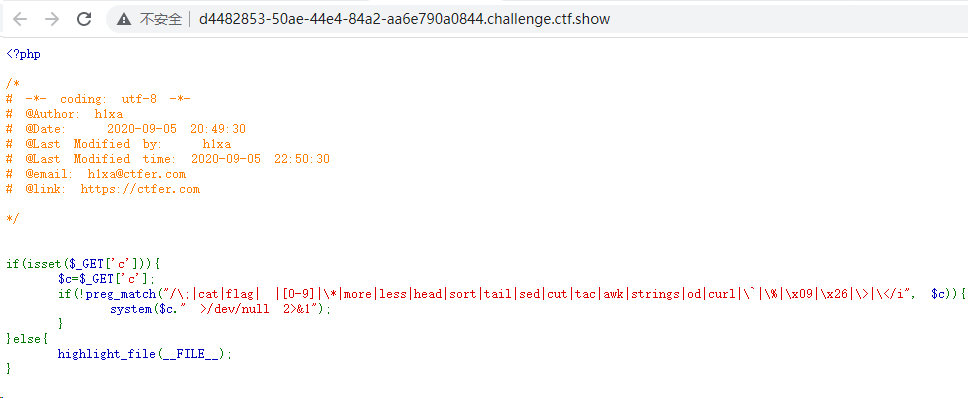 不安全 | d4482853-50ae-44e4-84a2-aa6e790a0844.challenge.ctf.show
<?php
/*
# -*- coding: utf-8 -*-
# @Author: h1xa
# @Date:   2020-09-05 20:49:30
# @Last Modified by:   h1xa
# @Last Modified time: 2020-09-05 22:50:30
# @email: h1xa@ctfer.com
# @link: https://ctfer.com
*/
if(isset($_GET['c'])){
    $c=$_GET['c'];
    if(!preg_match("/\;|cat|flag| |[0-9]|\*|more|less|head|sort|tail|sed|cut|tac|awk|strings|od|curl|\`|\%|\x09|\x26|\>|\</i", $c)){
        system($c." >/dev/null 2>&1");
    }
}else{
    highlight_file(__FILE__);
}